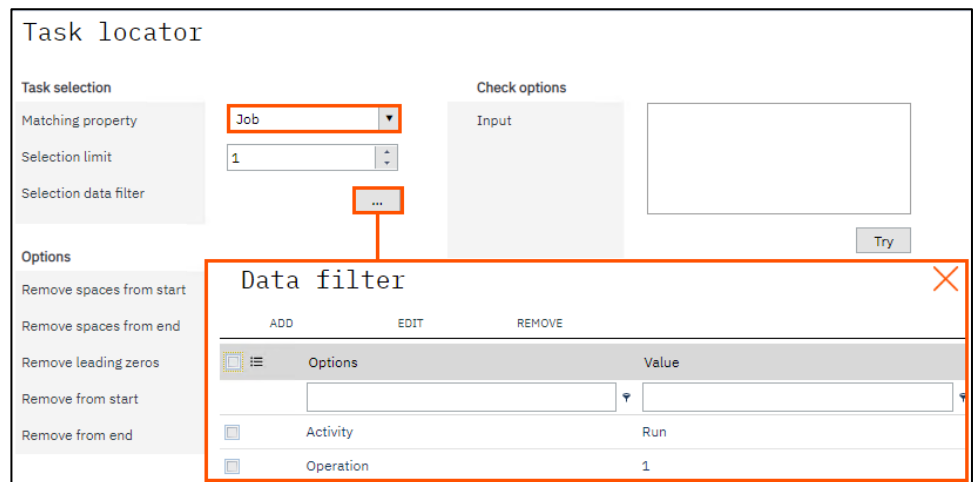 Task locator
Task selection
Matching property
Job
Selection limit
1
Selection data filter
...
Check options
Input
Try
Options
Remove spaces from start
Remove spaces from end
Remove leading zeros
Remove from start
Remove from end
Data filter
ADD EDIT REMOVE
Options Value
Activity Run
Operation 1